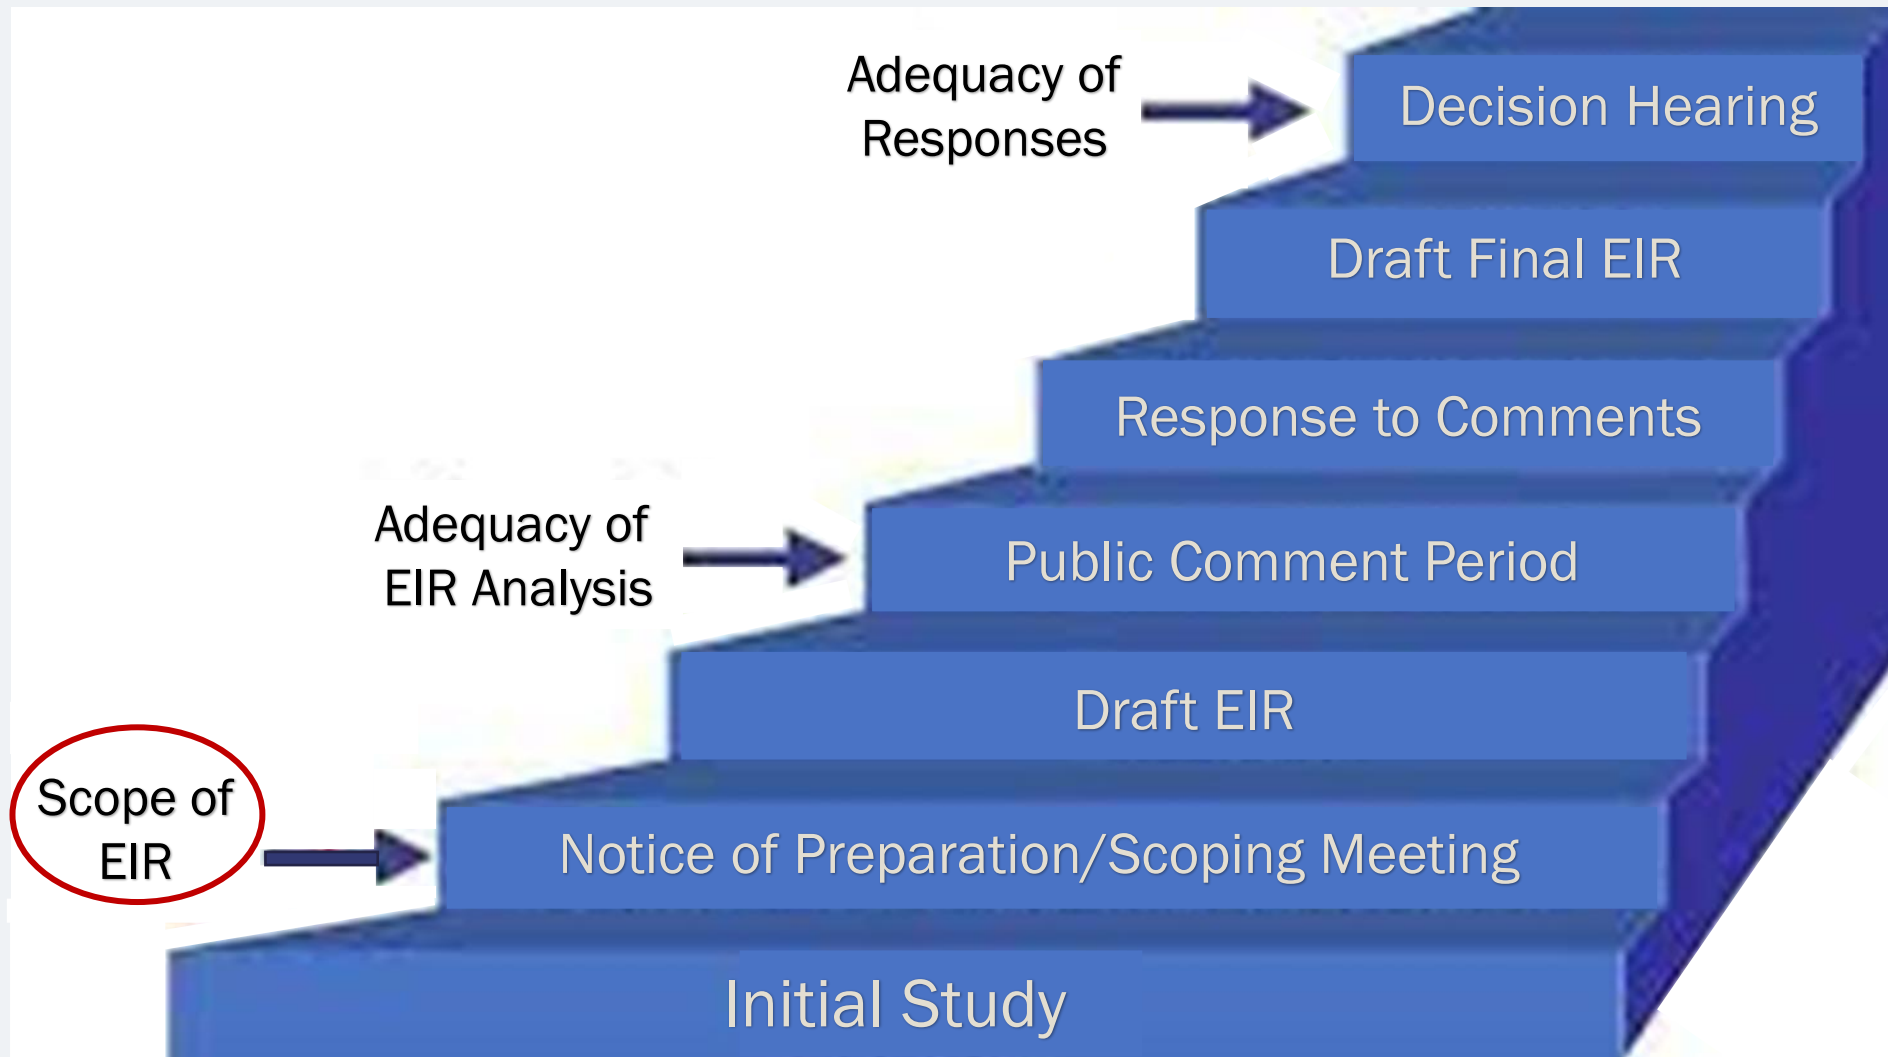 Adequacy of
Responses
Decision Hearing
Draft Final EIR
Response to Comments
Adequacy of
EIR Analysis
Public Comment Period
Draft EIR
Scope of
EIR
Notice of Preparation/Scoping Meeting
Initial Study